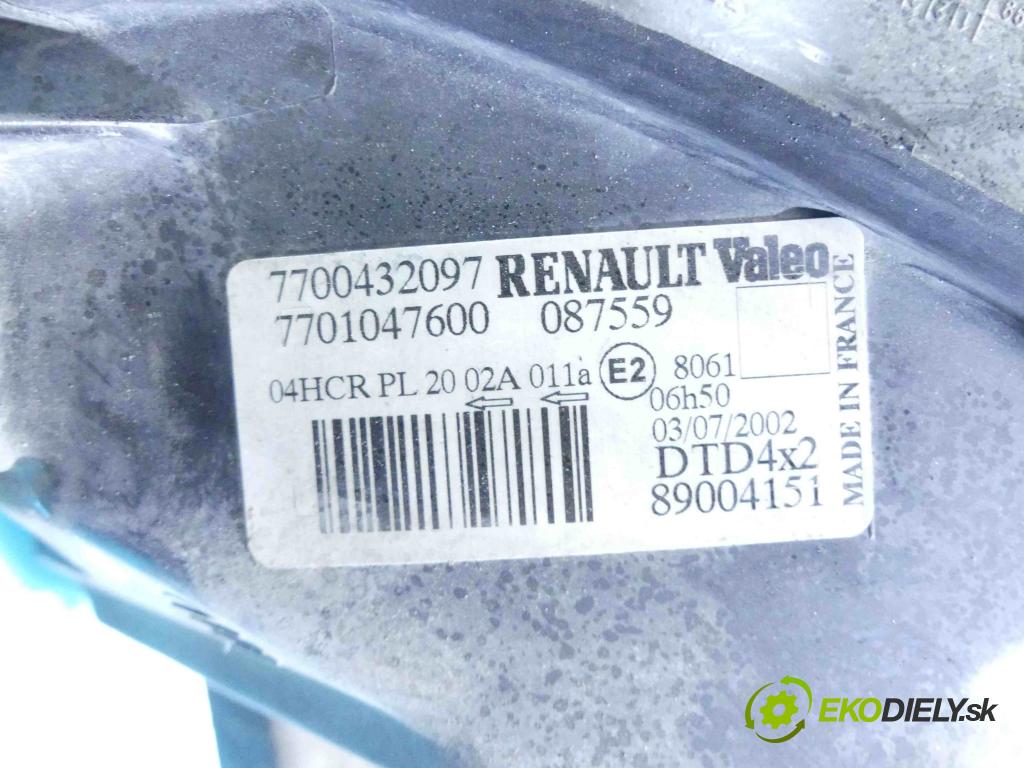 7700432097 RENAULT Valeo
7701047600 087559
04HCR PL 20 02A 011a E2 8061
06h50
03/07/2002
DTD4x2
89004151
MADE IN FRANCE
EKODIELY.sk